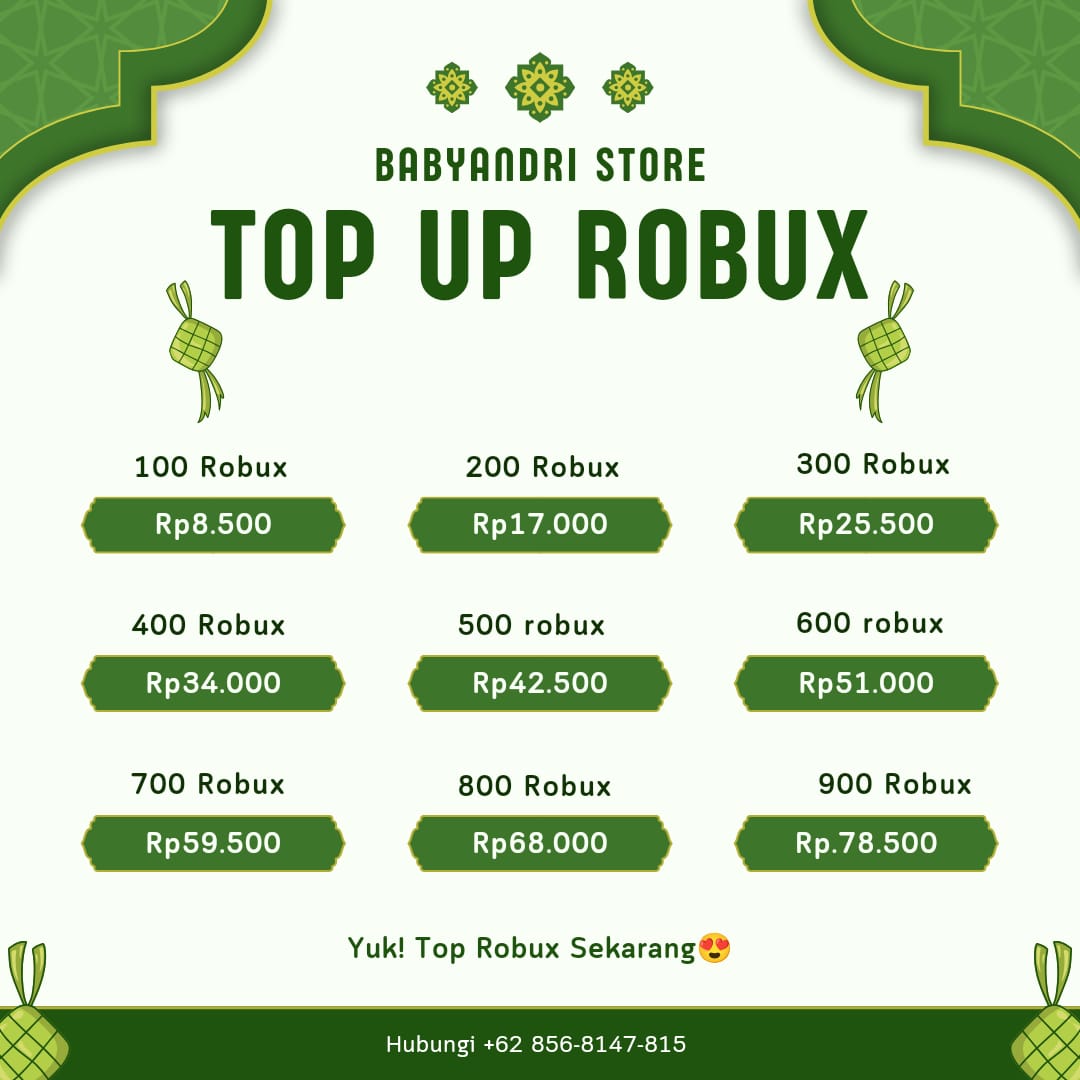 BABYANDRI STORE
TOP UP ROBUX
100 Robux
Rp8.500
200 Robux
Rp17.000
300 Robux
Rp25.500
400 Robux
Rp34.000
500 robux
Rp42.500
600 robux
Rp51.000
700 Robux
Rp59.500
800 Robux
Rp68.000
900 Robux
Rp.78.500
Yuk! Top Robux Sekarang😍
Hubungi +62 856-8147-815